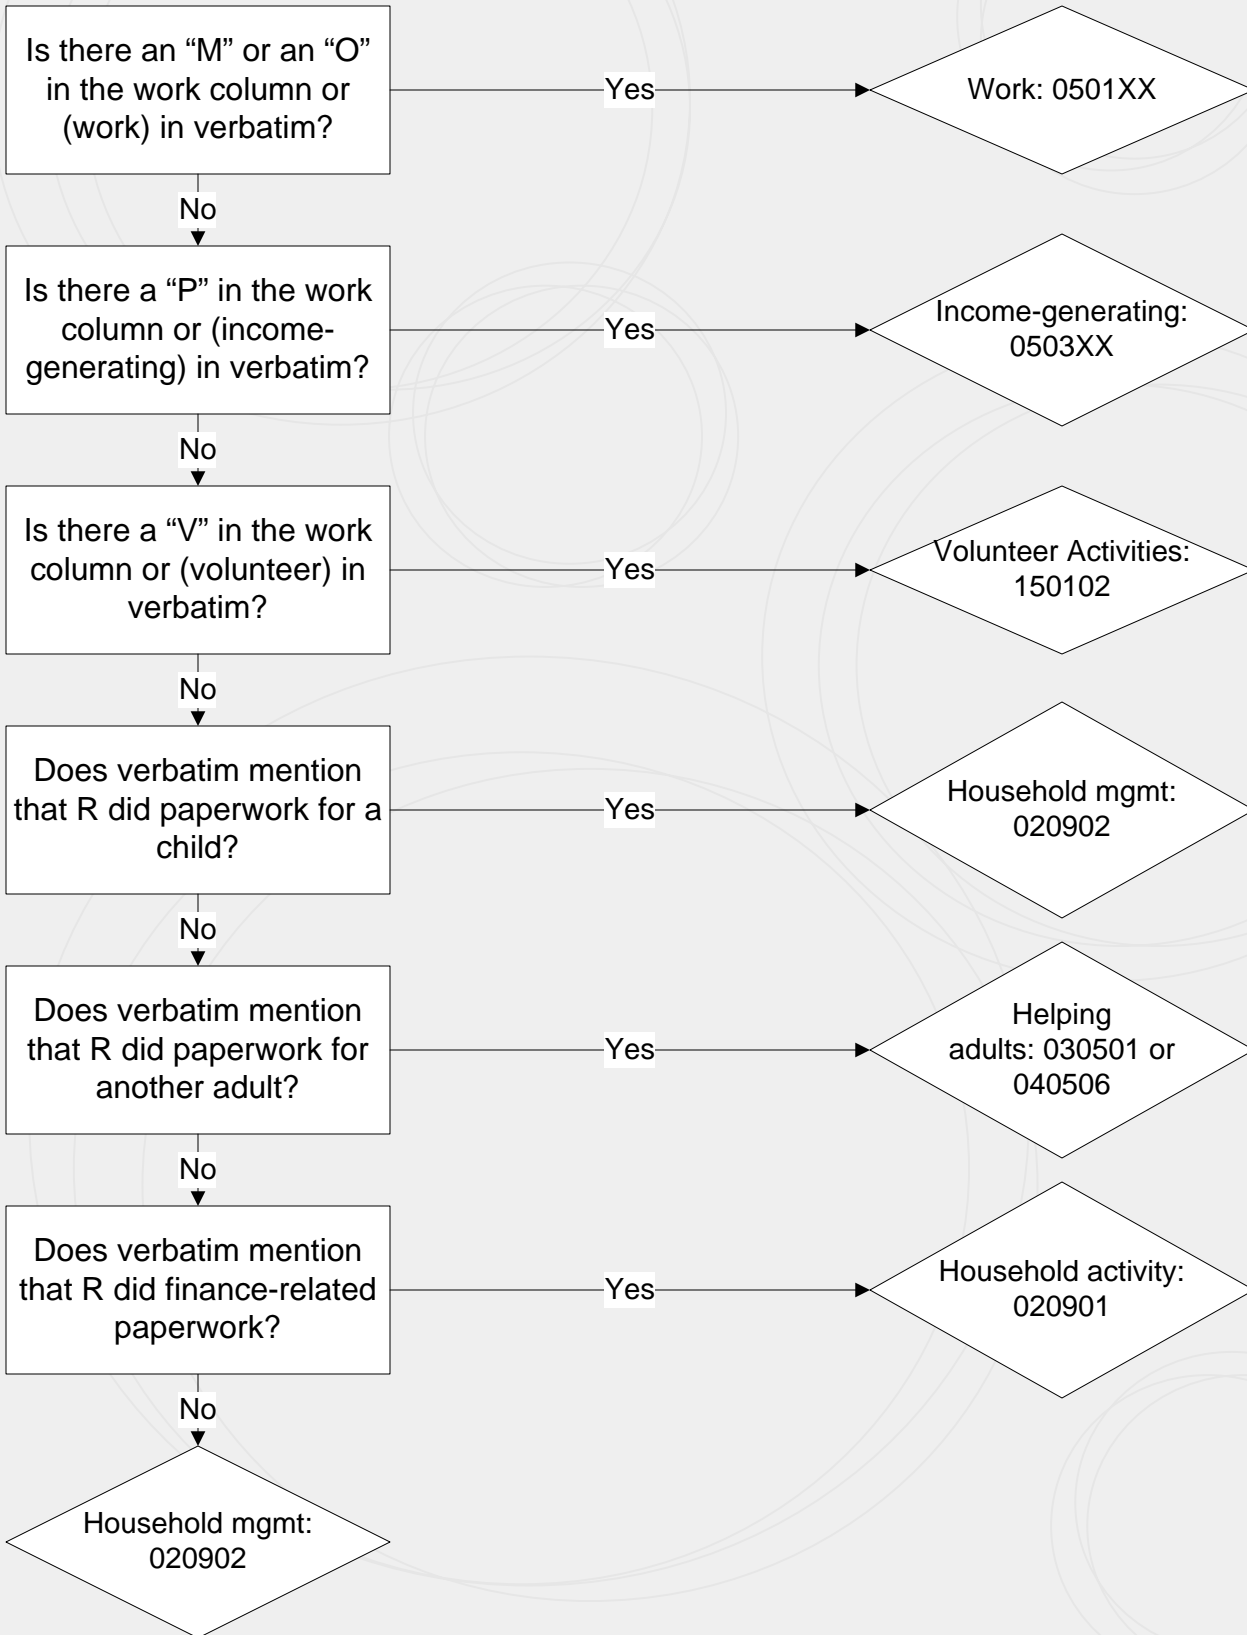 Is there an “M” or an “O”
in the work column or
(work) in verbatim?
Yes
Work: 0501XX
No
Is there a “P” in the work
column or (income-
generating) in verbatim?
Yes
Income-generating:
0503XX
No
Is there a “V” in the work
column or (volunteer) in
verbatim?
Yes
Volunteer Activities:
150102
No
Does verbatim mention
that R did paperwork for a
child?
Yes
Household mgmt:
020902
No
Does verbatim mention
that R did paperwork for
another adult?
Yes
Helping
adults: 030501 or
040506
No
Does verbatim mention
that R did finance-related
paperwork?
Yes
Household activity:
020901
No
Household mgmt:
020902